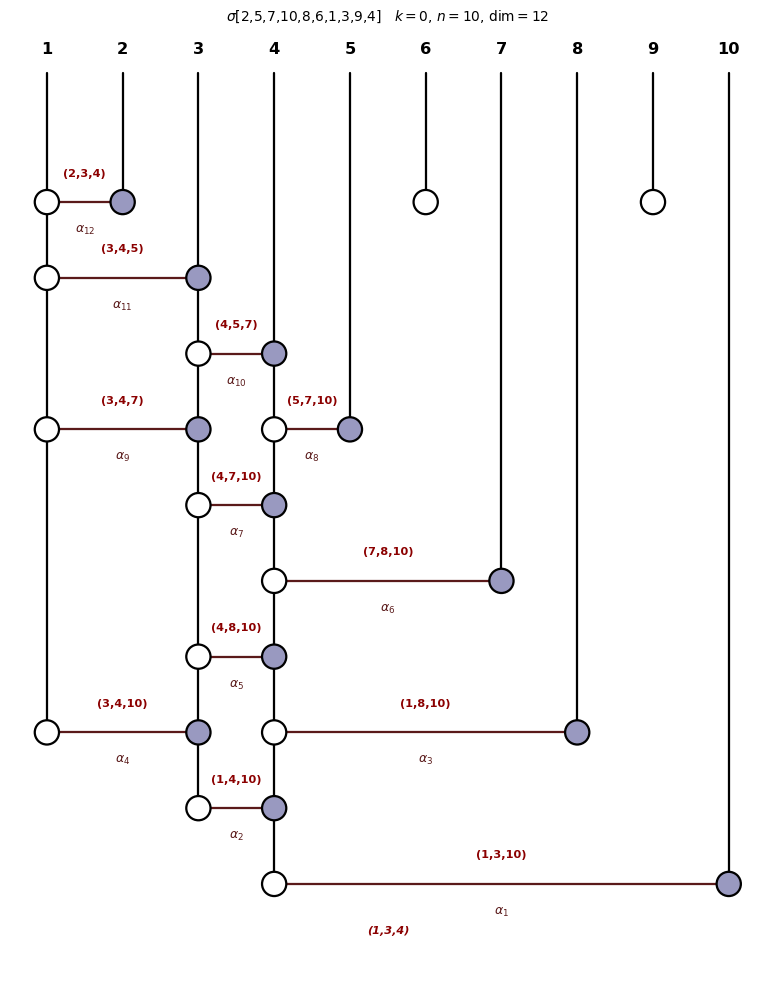 σ[2,5,7,10,8,6,1,3,9,4] k = 0, n = 10, dim = 12
1 2 3 4 5 6 7 8 9 10
(2,3,4)
α12
(3,4,5)
α11
(4,5,7)
α10
(3,4,7) (5,7,10)
α9 α8
(4,7,10)
α7
(7,8,10)
α6
(4,8,10)
α5
(3,4,10) (1,8,10)
α4 α3
(1,4,10)
α2
(1,3,10)
α1
(1,3,4)